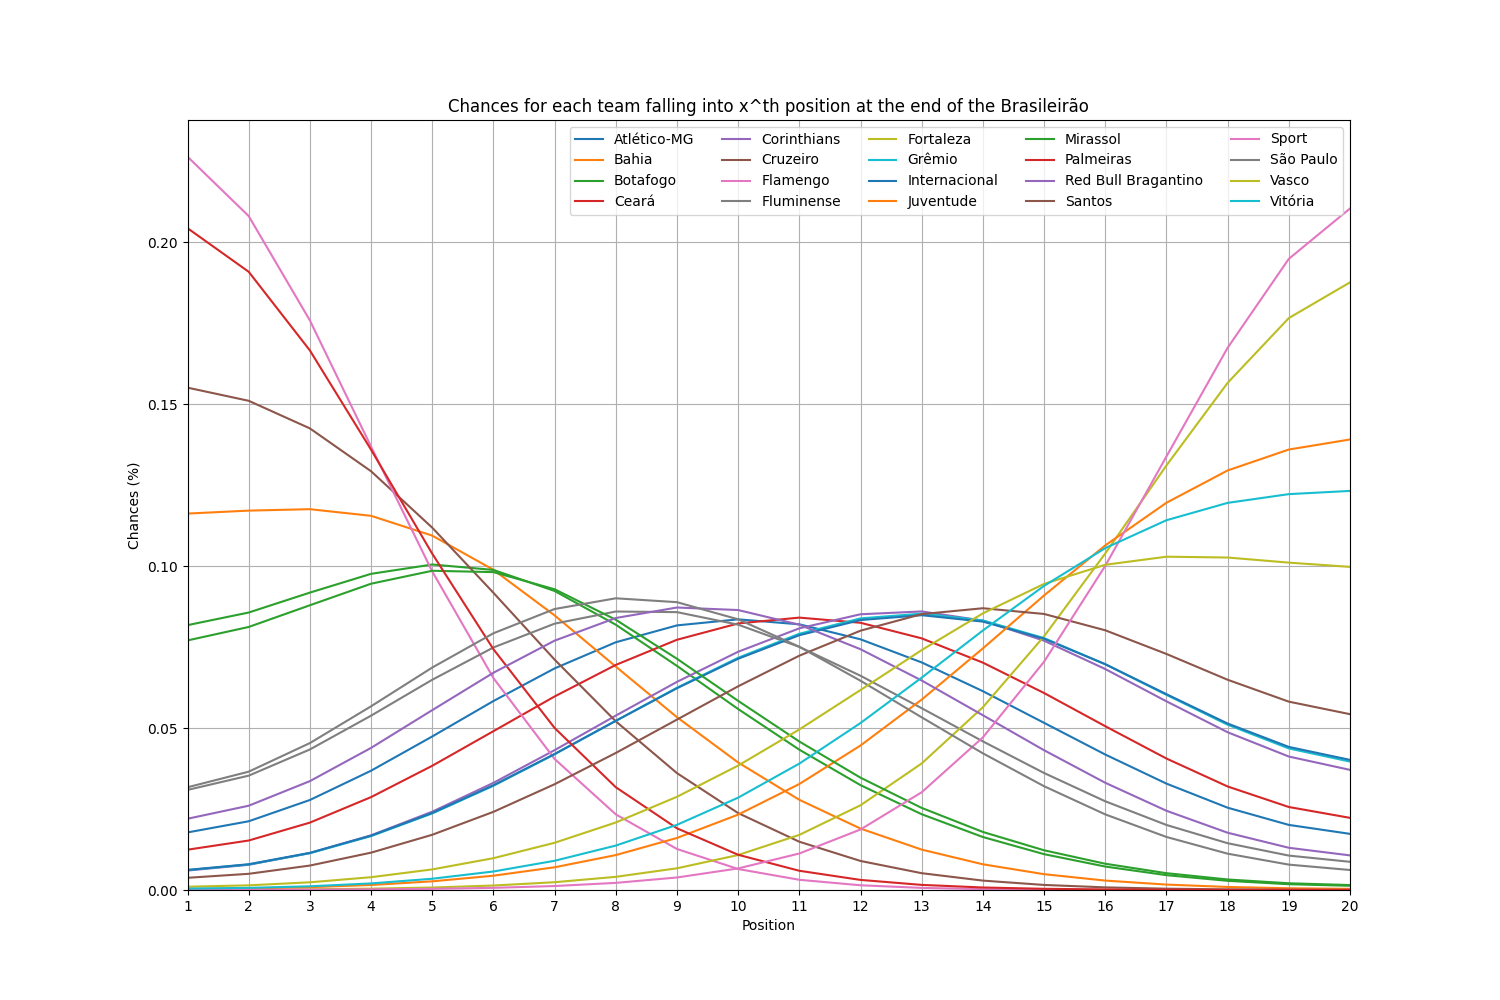 Chances for each team falling into x^th position at the end of the Brasileirão
Atlético-MG Corinthians Fortaleza Mirassol Sport
Bahia Cruzeiro Grêmio Palmeiras São Paulo
Botafogo Flamengo Internacional Red Bull Bragantino Vasco
Ceará Fluminense Juventude Santos Vitória
0.20
0.15
0.10
0.05
0.00
Chances (%)
1 2 3 4 5 6 7 8 9 10 11 12 13 14 15 16 17 18 19 20
Position